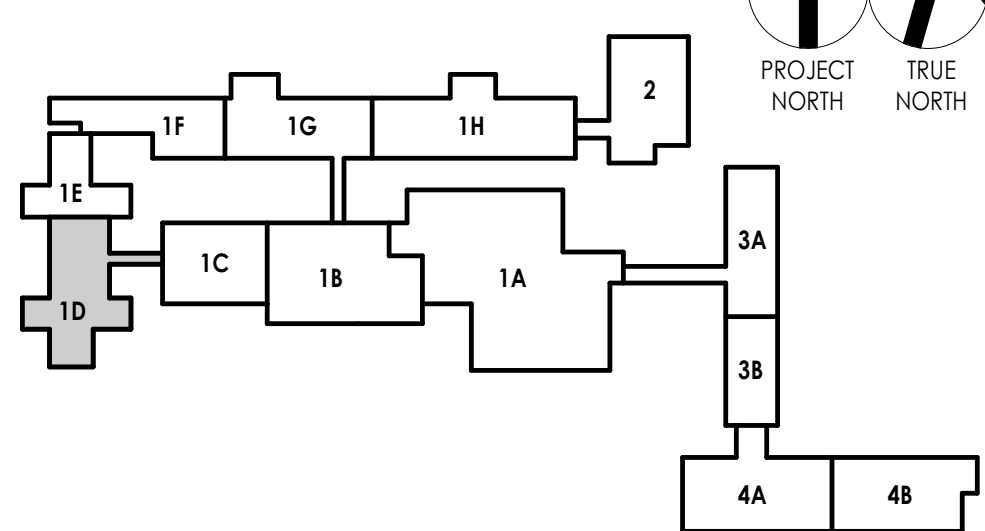 PROJECT NORTH
TRUE NORTH
2
1F
1G
1H
1E
3A
1C
1B
1A
1D
3B
4A
4B